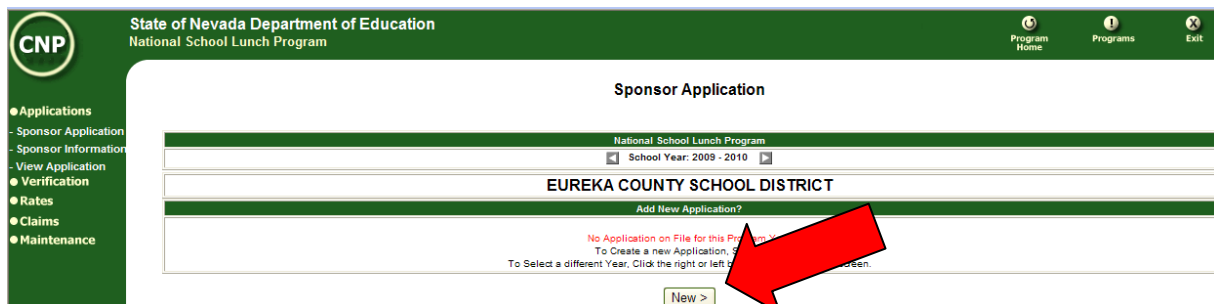 CNP
State of Nevada Department of Education
National School Lunch Program
Program Home
Programs
Exit
Applications
- Sponsor Application
- Sponsor Information
- View Application
Verification
Rates
Claims
Maintenance
Sponsor Application
National School Lunch Program
School Year: 2009 - 2010
EUREKA COUNTY SCHOOL DISTRICT
Add New Application?
No Application on File for this Program
To Create a new Application,
To Select a different Year, Click the right or left
New >